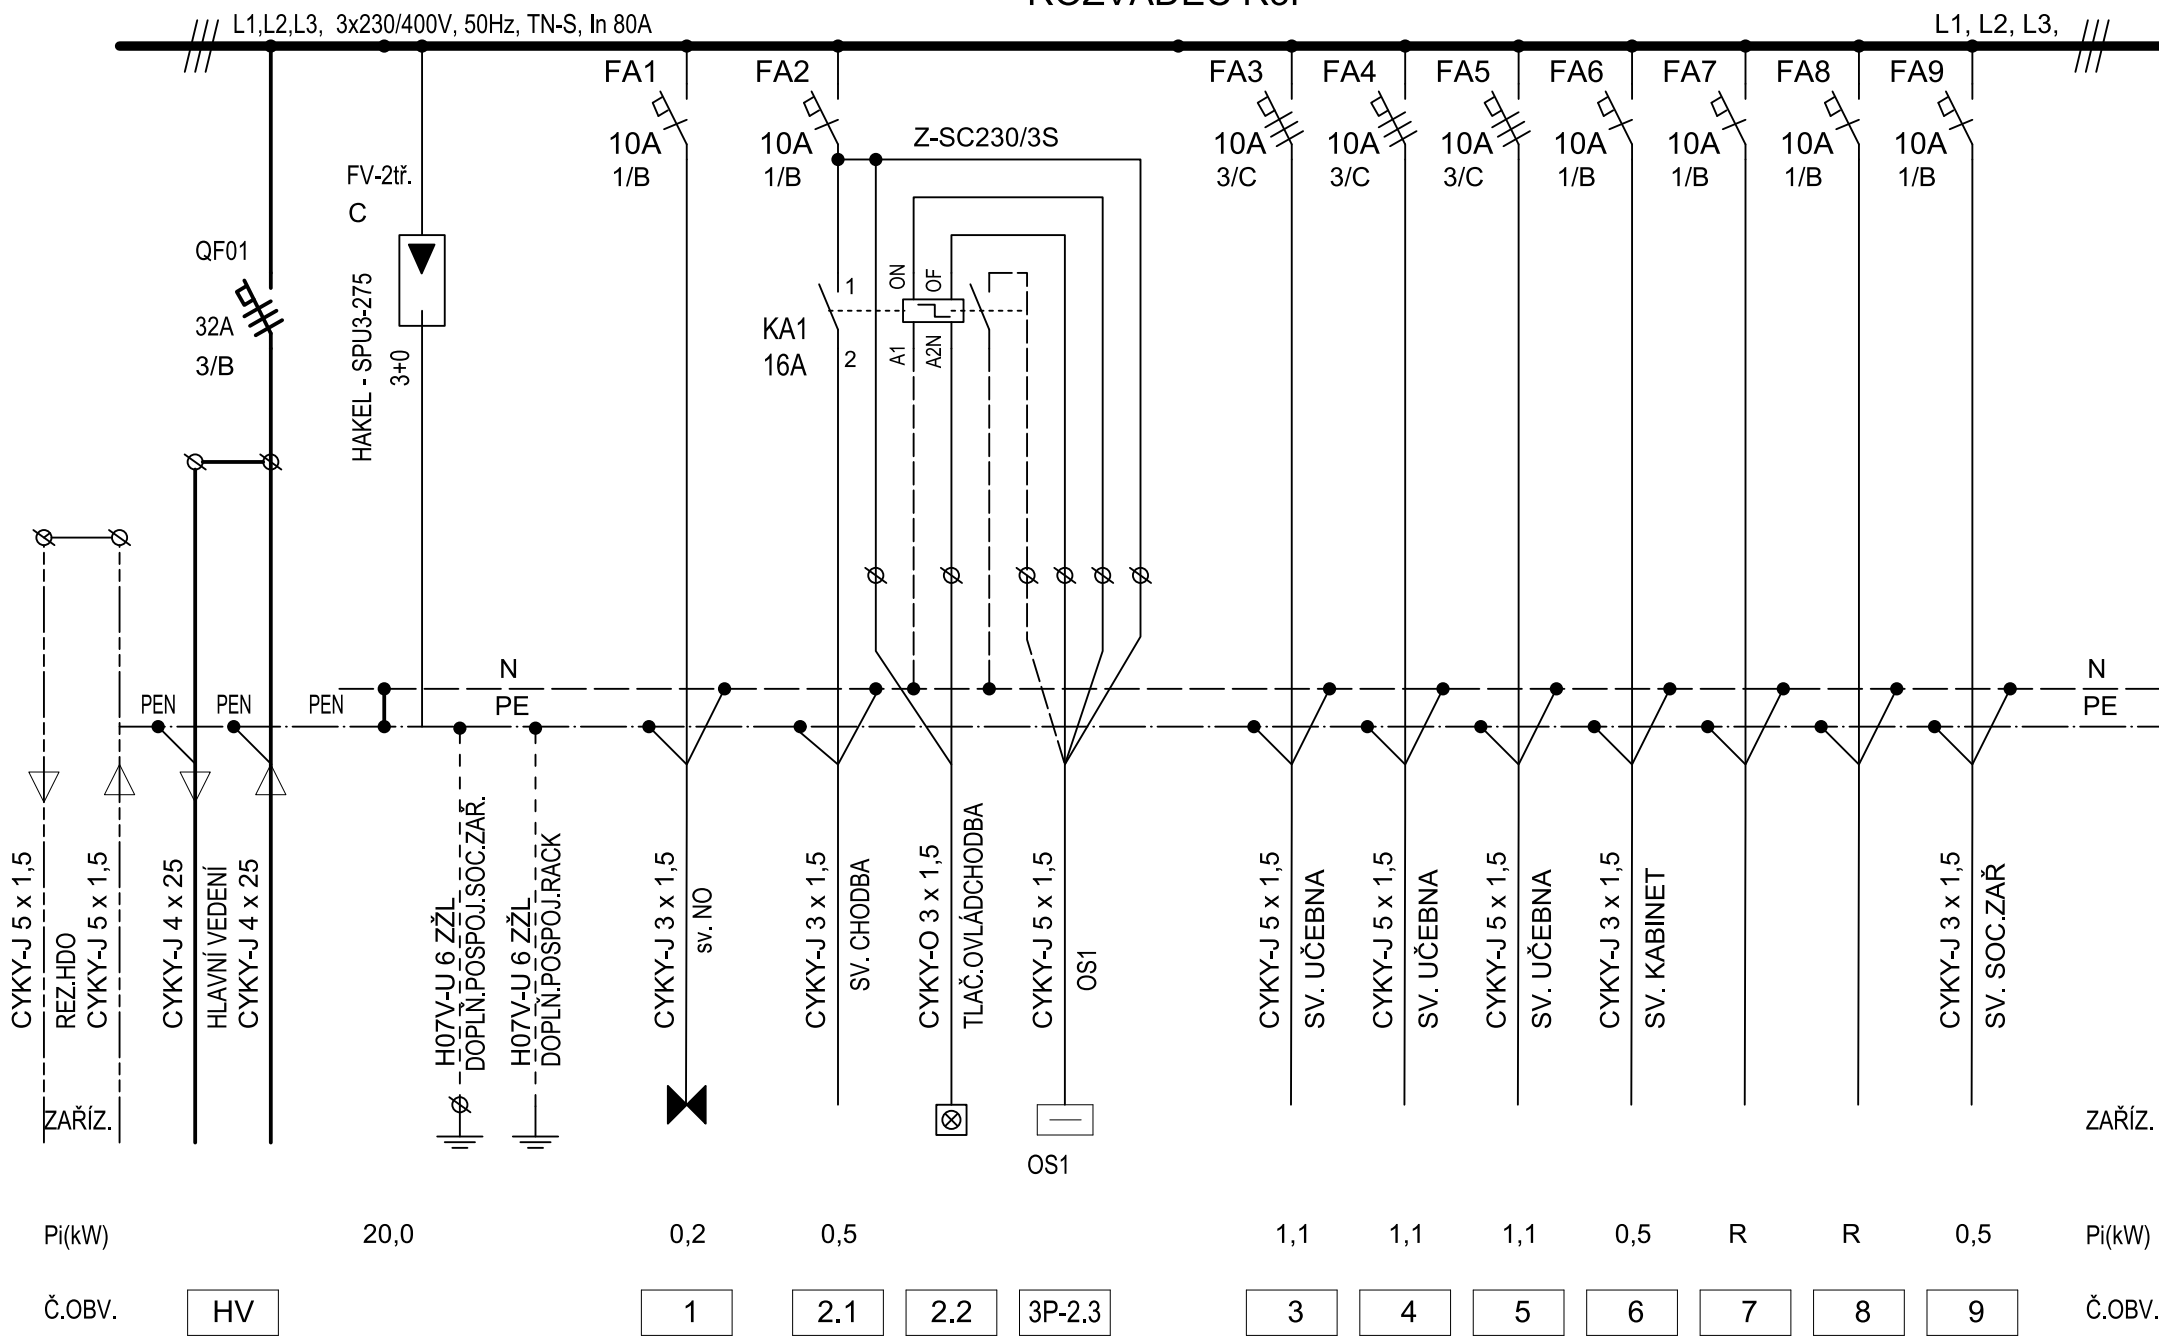 L1,L2,L3, 3x230/400V, 50Hz, TN-S, In 80A
L1, L2, L3,
FA1
10A
1/B
FA2
10A
1/B
Z-SC230/3S
FA3
10A
3/C
FA4
10A
3/C
FA5
10A
3/C
FA6
10A
1/B
FA7
10A
1/B
FA8
10A
1/B
FA9
10A
1/B
QF01
32A
3/B
FV-2tř.
C
HAKEL - SPU3-275
3+0
KA1
16A
1
2
ON
OF
A1
A2N
N
PE
PEN
PEN
PEN
N
PE
CYKY-J 5 x 1,5
REZ.HDO
CYKY-J 5 x 1,5
CYKY-J 4 x 25
HLAVNÍ VEDENÍ
CYKY-J 4 x 25
H07V-U 6 ZŽL
DOPLŇ.POSPOJ.SOC.ZAŘ.
H07V-U 6 ZŽL
DOPLŇ.POSPOJ.RACK
CYKY-J 3 x 1,5
sv. NO
CYKY-J 3 x 1,5
SV. CHODBA
CYKY-O 3 x 1,5
TLAČ.OVLÁDCHODBA
CYKY-J 5 x 1,5
OS1
CYKY-J 5 x 1,5
SV. UČEBNA
CYKY-J 5 x 1,5
SV. UČEBNA
CYKY-J 5 x 1,5
SV. UČEBNA
CYKY-J 3 x 1,5
SV. KABINET
CYKY-J 3 x 1,5
SV. SOC.ZAŘ
ZAŘÍZ.
OS1
ZAŘÍZ.
Pi(kW) 20,0 0,2 0,5 1,1 1,1 1,1 0,5 R R 0,5 Pi(kW)
Č.OBV. HV 1 2.1 2.2 3P-2.3 3 4 5 6 7 8 9 Č.OBV.